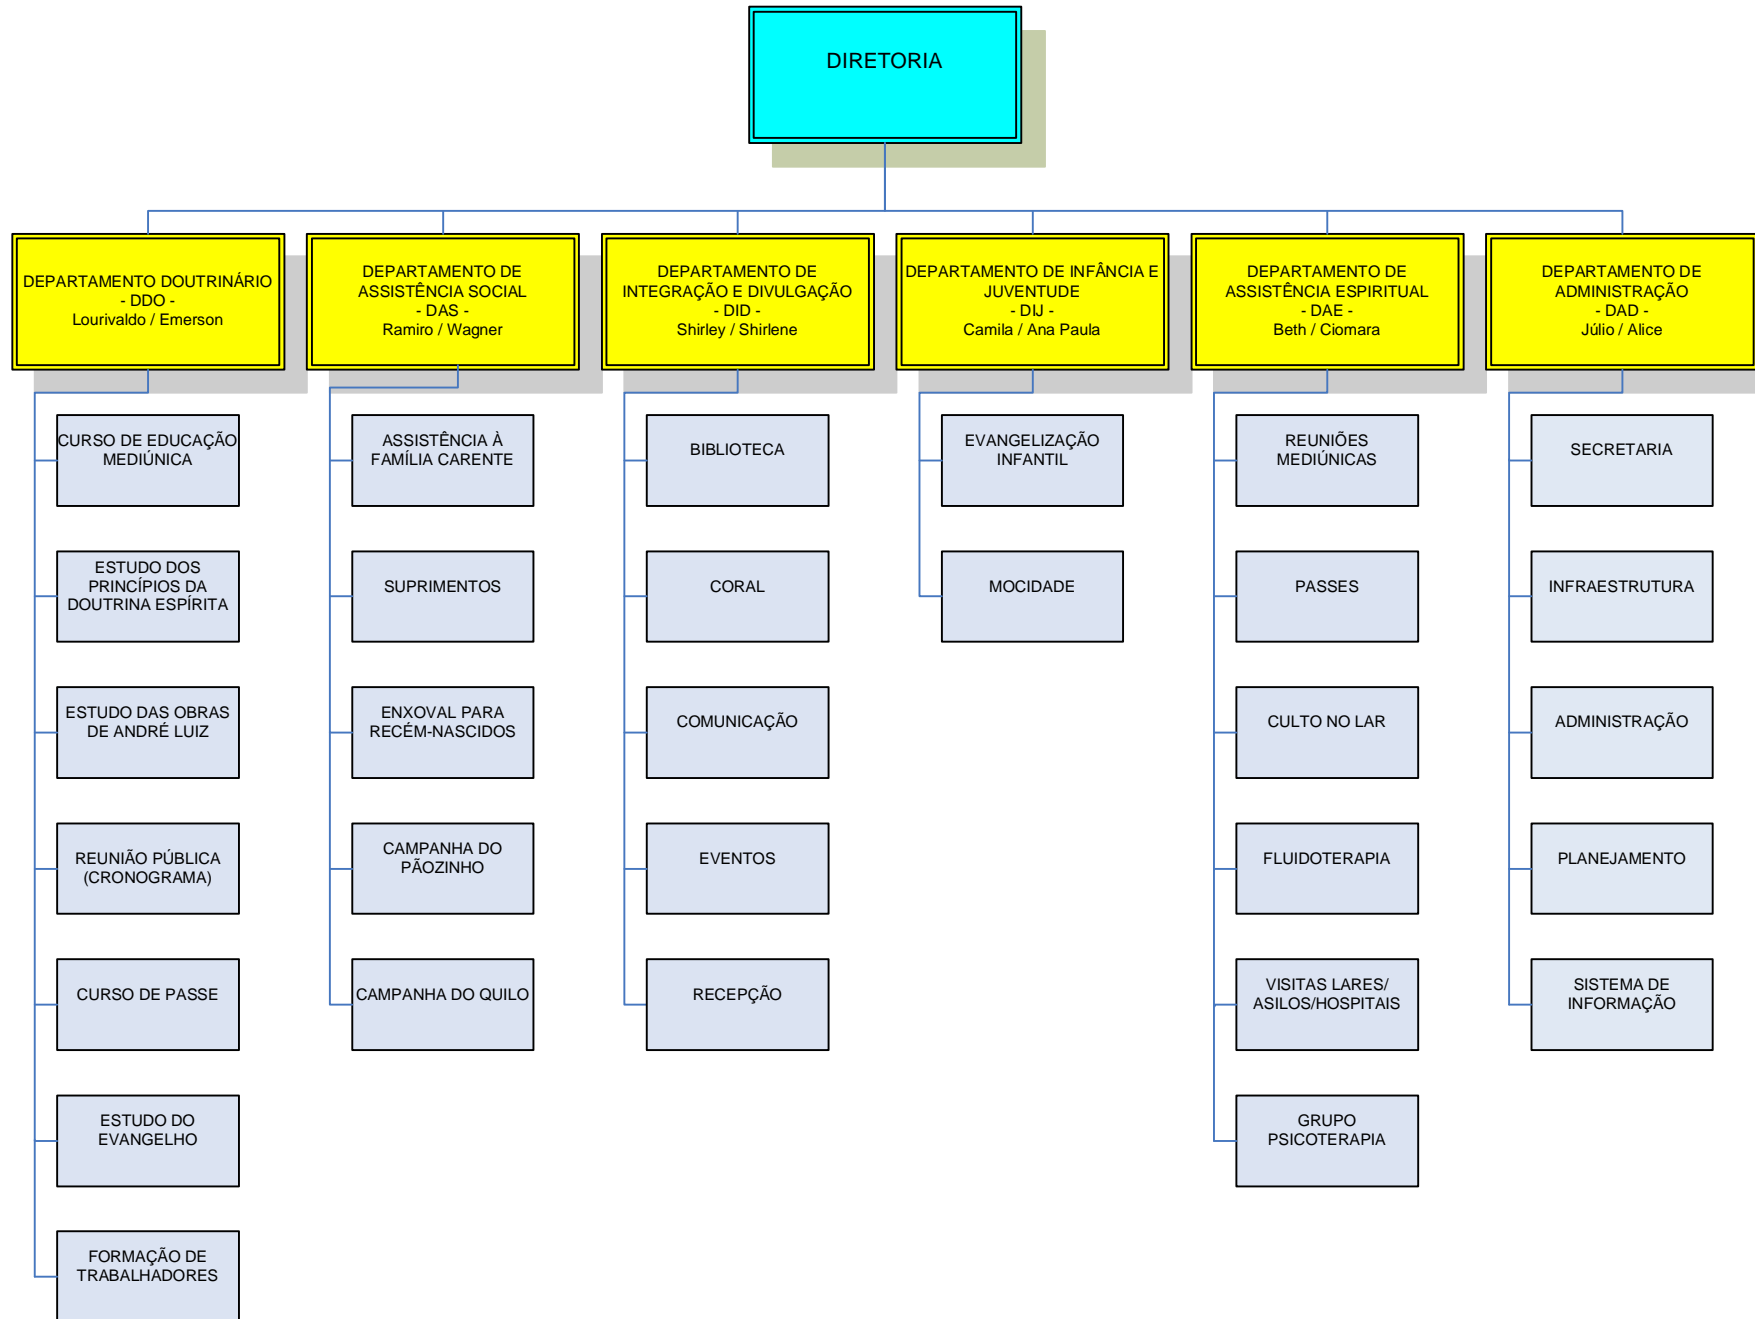 DIRETORIA
DEPARTAMENTO DOUTRINÁRIO
- DDO -
Lourivaldo / Emerson
DEPARTAMENTO DE
ASSISTÊNCIA SOCIAL
- DAS -
Ramiro / Wagner
DEPARTAMENTO DE
INTEGRAÇÃO E DIVULGAÇÃO
- DID -
Shirley / Shirlene
DEPARTAMENTO DE INFÂNCIA E
JUVENTUDE
- DIJ -
Camila / Ana Paula
DEPARTAMENTO DE
ASSISTÊNCIA ESPIRITUAL
- DAE -
Beth / Ciomara
DEPARTAMENTO DE
ADMINISTRAÇÃO
- DAD -
Júlio / Alice
CURSO DE EDUCAÇÃO
MEDIÚNICA
ESTUDO DOS
PRINCÍPIOS DA
DOUTRINA ESPÍRITA
ESTUDO DAS OBRAS
DE ANDRÉ LUIZ
REUNIÃO PÚBLICA
(CRONOGRAMA)
CURSO DE PASSE
ESTUDO DO
EVANGELHO
FORMAÇÃO DE
TRABALHADORES
ASSISTÊNCIA À
FAMÍLIA CARENTE
SUPRIMENTOS
ENXOVAL PARA
RECÉM-NASCIDOS
CAMPANHA DO
PÃOZINHO
CAMPANHA DO QUILO
BIBLIOTECA
CORAL
COMUNICAÇÃO
EVENTOS
RECEPÇÃO
EVANGELIZAÇÃO
INFANTIL
MOCIDADE
REUNIÕES
MEDIÚNICAS
PASSES
CULTO NO LAR
FLUIDOTERAPIA
VISITAS LARES/
ASILOS/HOSPITAIS
GRUPO
PSICOTERAPIA
SECRETARIA
INFRAESTRUTURA
ADMINISTRAÇÃO
PLANEJAMENTO
SISTEMA DE
INFORMAÇÃO